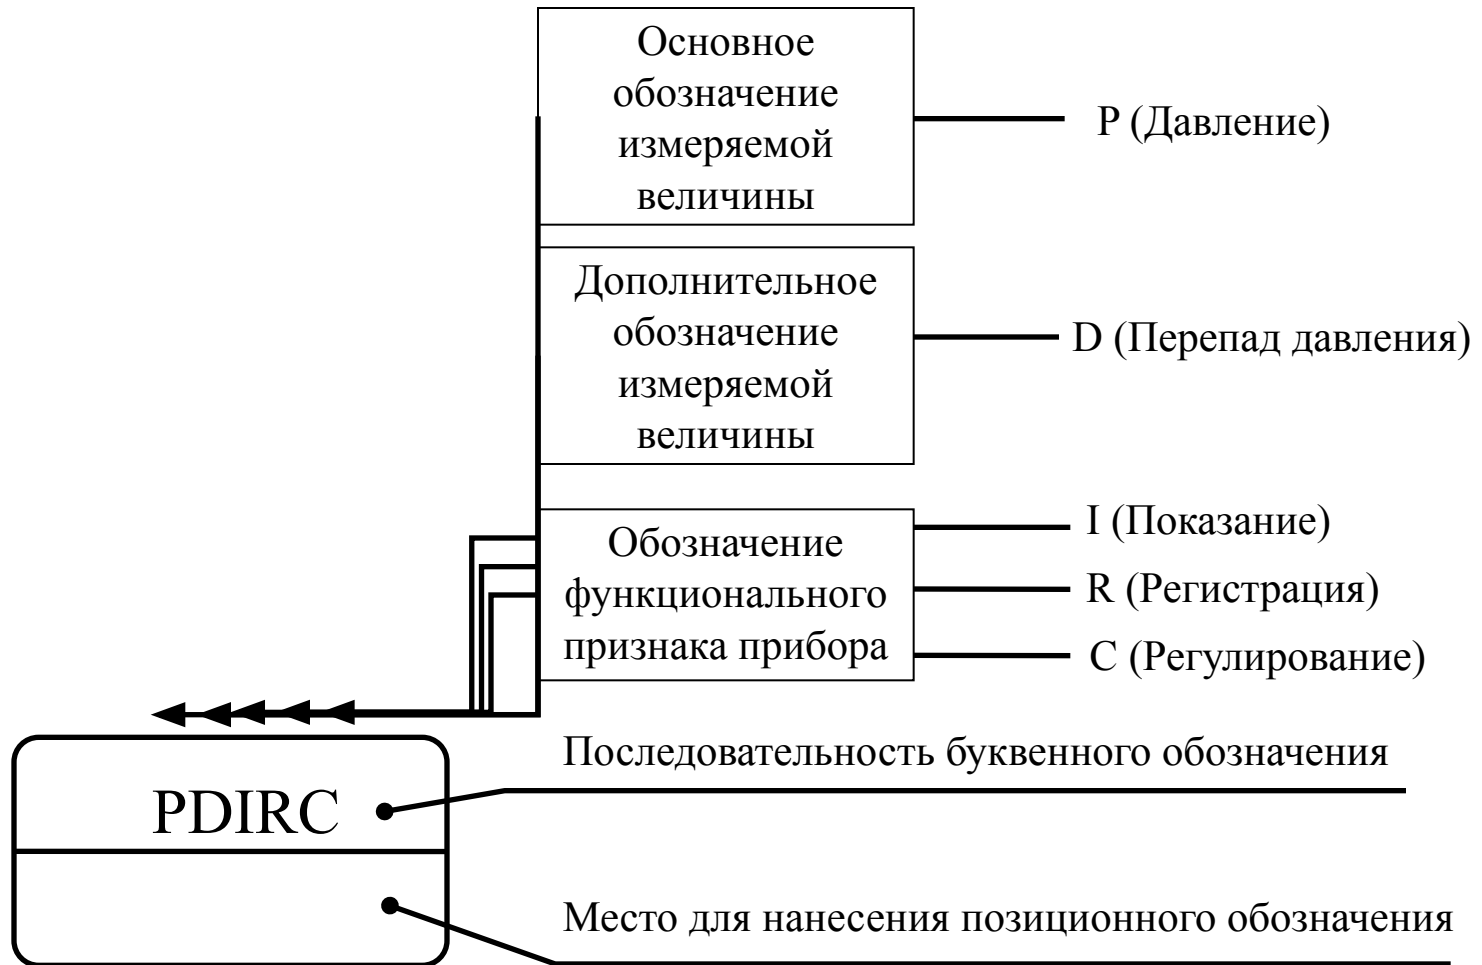 Основное
обозначение
измеряемой
величины
P (Давление)
Дополнительное
обозначение
измеряемой
величины
D (Перепад давления)
Обозначение
функционального
признака прибора
I (Показание)
R (Регистрация)
C (Регулирование)
Последовательность буквенного обозначения
PDIRC
Место для нанесения позиционного обозначения